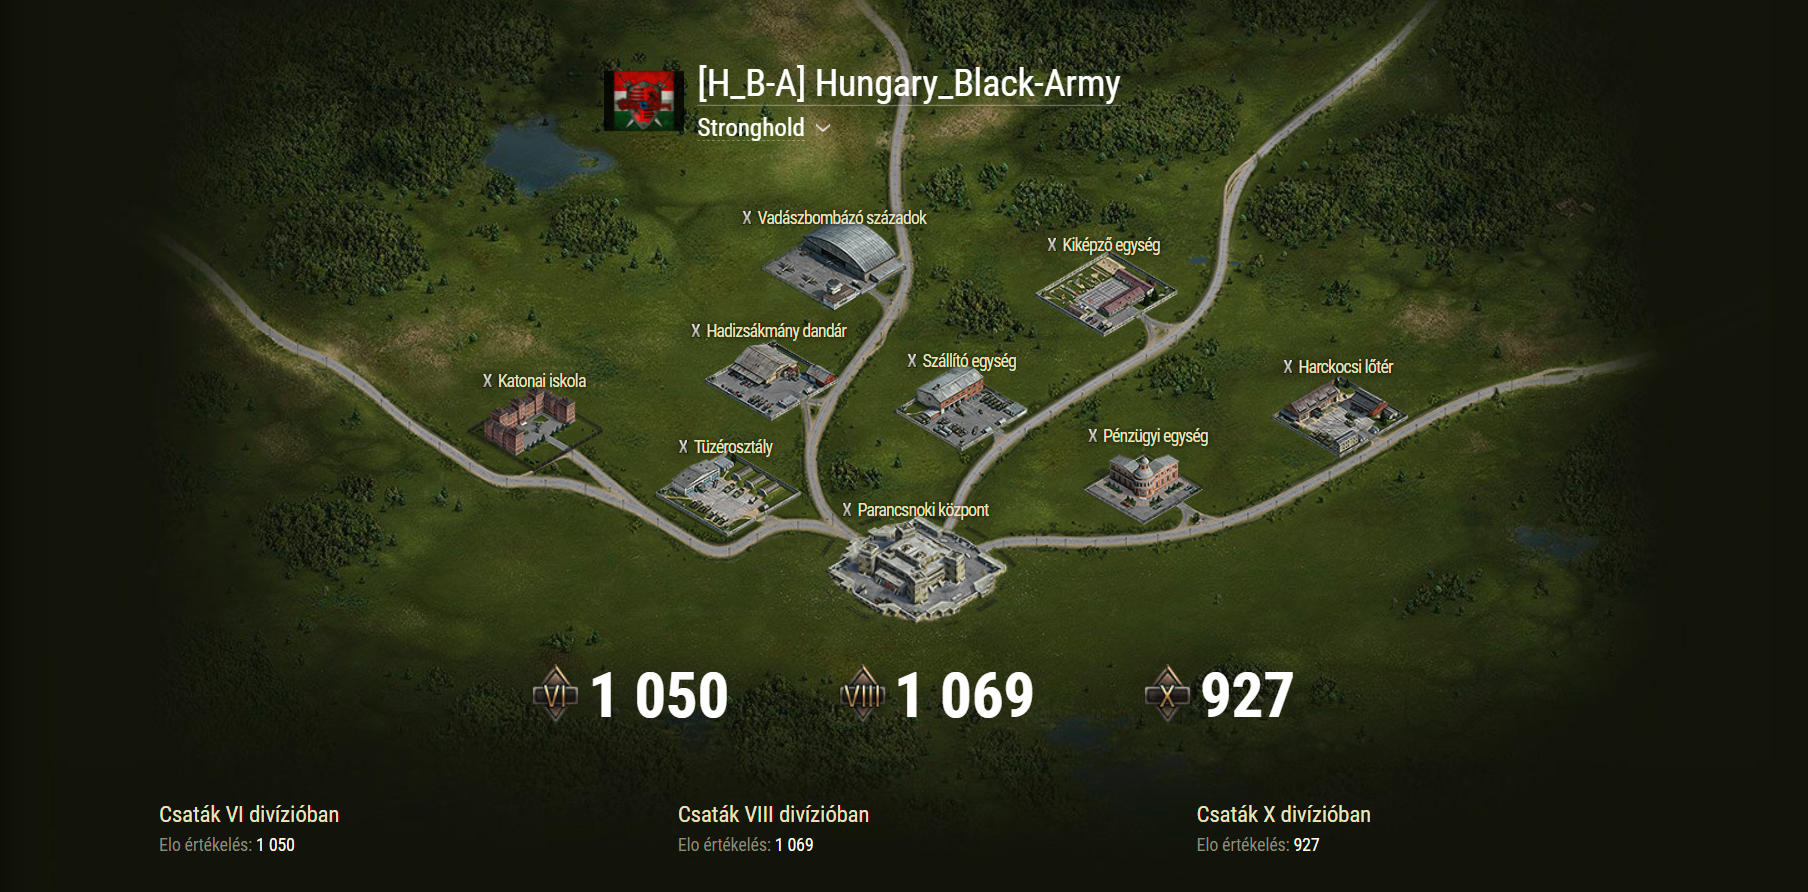 [H_B-A] Hungary_Black-Army
Stronghold
X Vadászbombázó századok
X Kiképző egység
X Hadizsákmány dandár
X Szállító egység
X Harckocsi lőtér
X Katonai iskola
X Pénzügyi egység
X Tüzérosztály
X Parancsnoki központ
VI 1 050
VIII 1 069
X 927
Csaták VI divízióban
Elo értékelés: 1 050
Csaták VIII divízióban
Elo értékelés: 1 069
Csaták X divízióban
Elo értékelés: 927